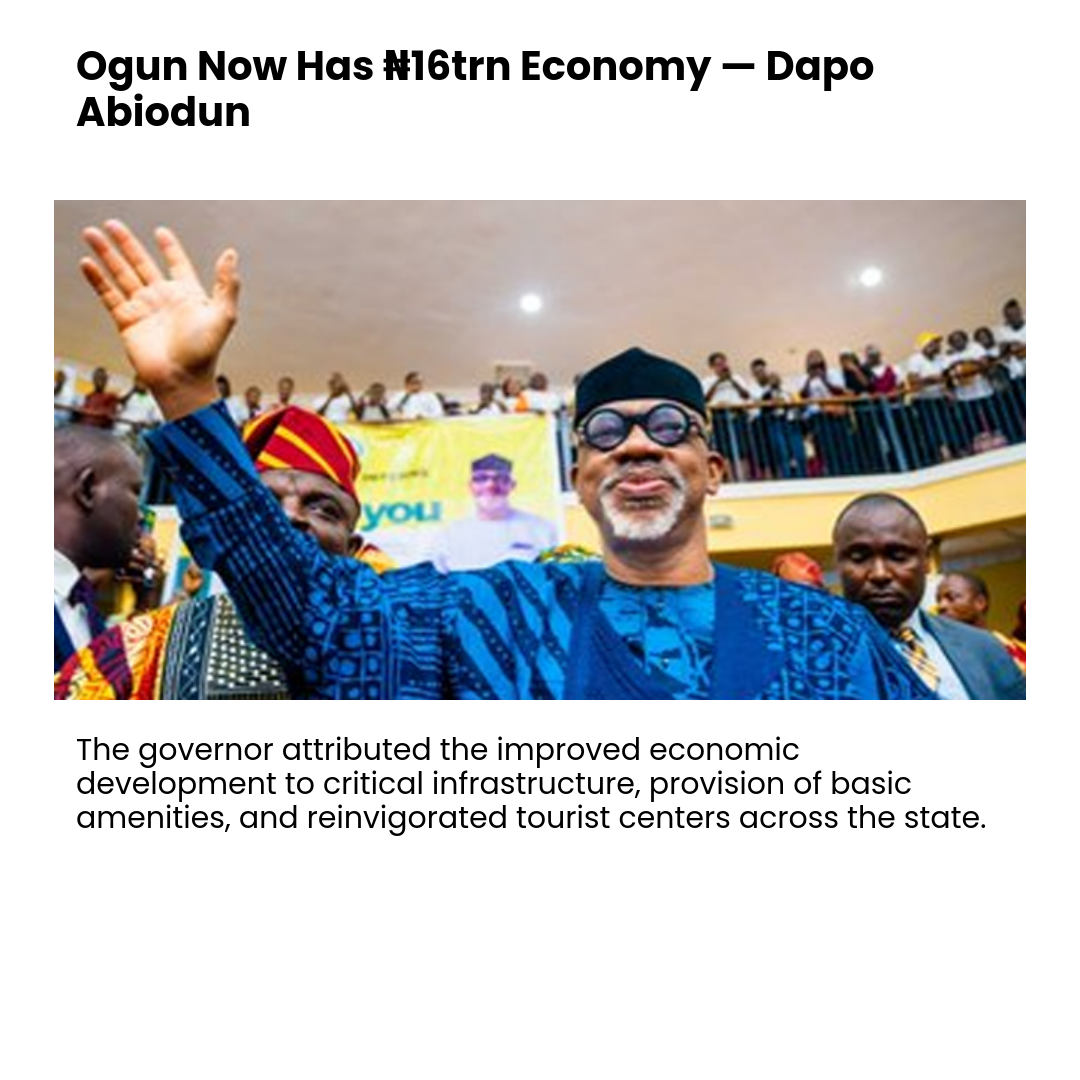 Ogun Now Has ₦16trn Economy — Dapo
Abiodun
you
The governor attributed the improved economic
development to critical infrastructure, provision of basic
amenities, and reinvigorated tourist centers across the state.